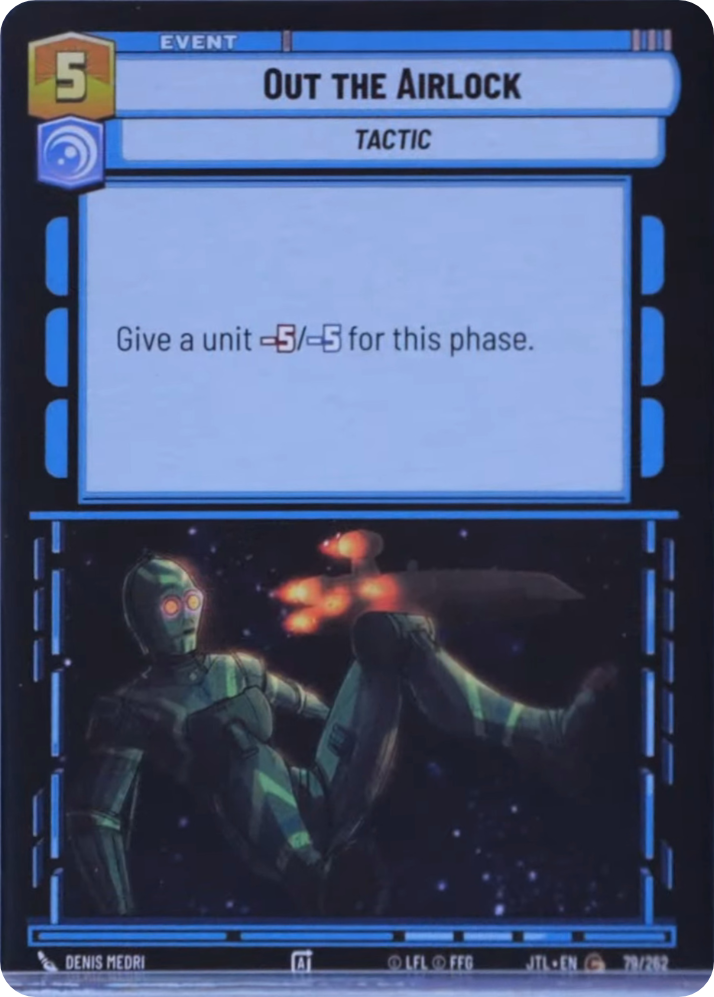 EVENT
5
OUT THE AIRLOCK
TACTIC
Give a unit -5/-5 for this phase.
DENIS MEDRI
A
LFL FFG
JTL•EN
C
79/262